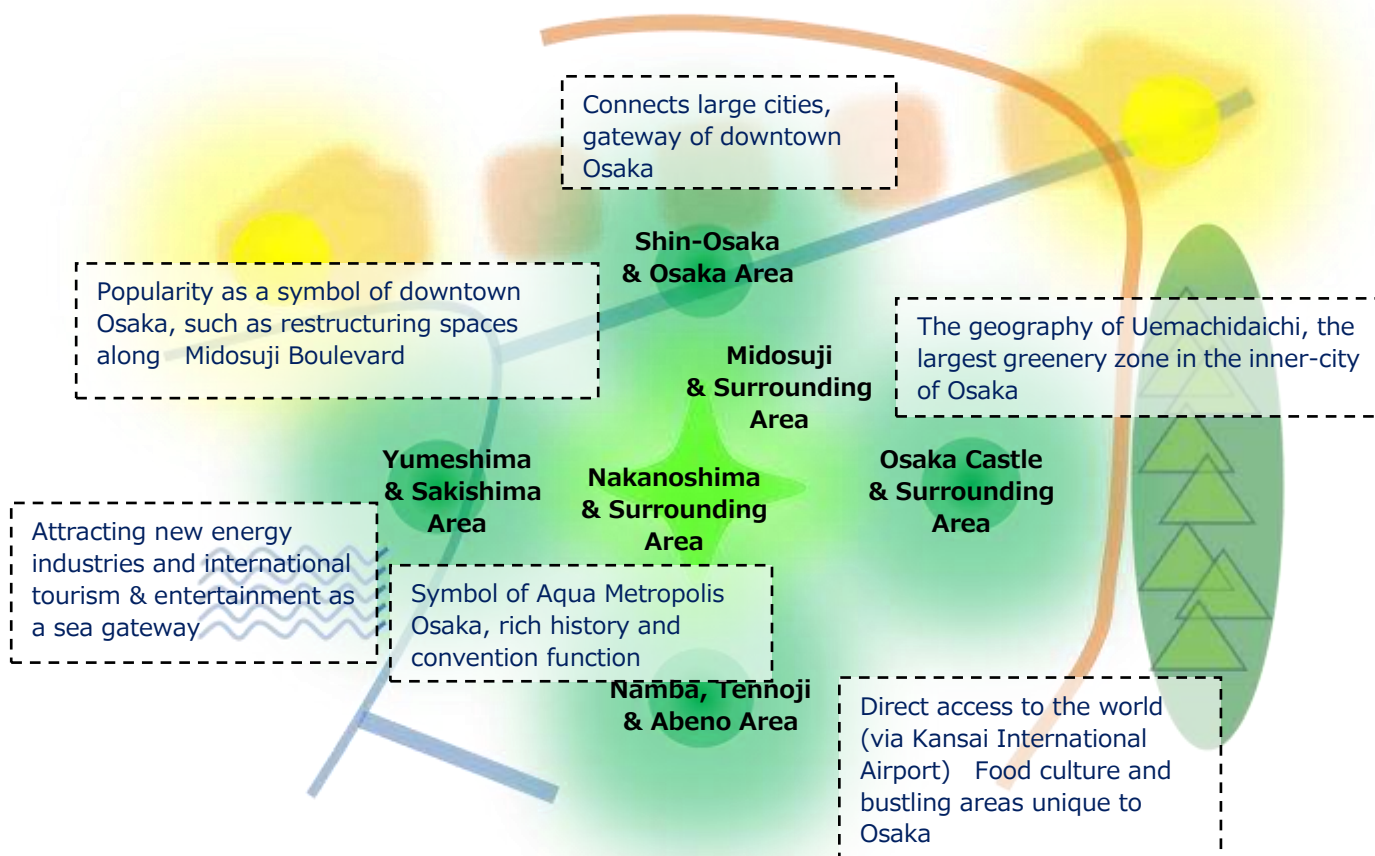 Connects large cities,
gateway of downtown
Osaka
Shin-Osaka
& Osaka Area
Popularity as a symbol of downtown
Osaka, such as restructuring spaces
along Midosuji Boulevard
The geography of Uemachidaichi, the
largest greenery zone in the inner-city
of Osaka
Midosuji
& Surrounding
Area
Yumeshima
& Sakishima
Area
Nakanoshima
& Surrounding
Area
Osaka Castle
& Surrounding
Area
Attracting new energy
industries and international
tourism & entertainment as
a sea gateway
Symbol of Aqua Metropolis
Osaka, rich history and
convention function
Namba, Tennoji
& Abeno Area
Direct access to the world
(via Kansai International
Airport) Food culture and
bustling areas unique to
Osaka